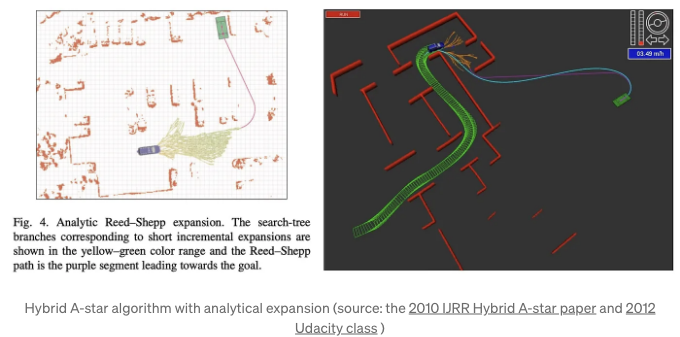 03.49 m/h
Fig. 4. Analytic Reed–Shepp expansion. The search-tree
branches corresponding to short incremental expansions are
shown in the yellow–green color range and the Reed–Shepp
path is the purple segment leading towards the goal.
Hybrid A-star algorithm with analytical expansion (source: the 2010 IJRR Hybrid A-star paper and 2012
Udacity class )